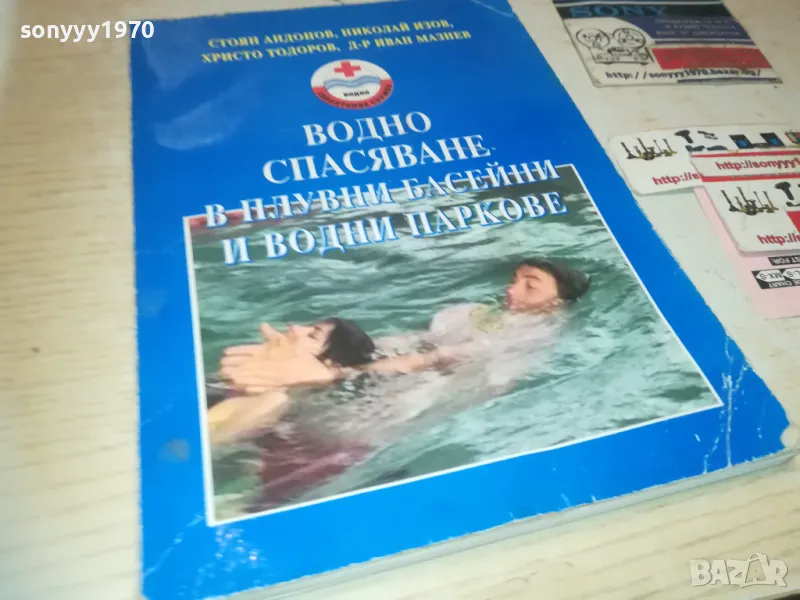 sonyyy1970
СТОЯН АНДОНОВ, НИКОЛАЙ ИЗОВ,
ХРИСТО ТОДОРОВ, Д-Р ИВАН МАЗНЕВ
ВОДНО
СПАСЯВАНЕ
В ПЛУВНИ БАСЕЙНИ
И ВОДНИ ПАРКОВЕ
SONY
http://sonyyy1970.bazar.bg/
http://sonyyy1
http://
BAZAR